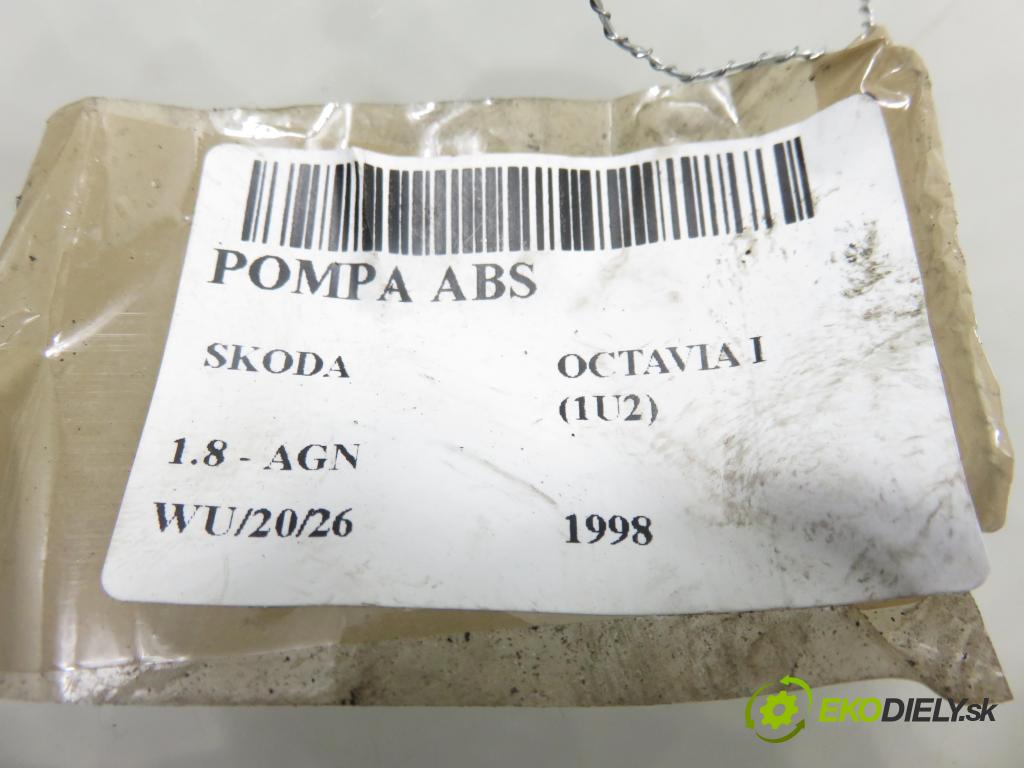 POMPA ABS
SKODA OCTAVIA I
(1U2)
1.8 - AGN
WU/20/26 1998
EKODIELY.sk